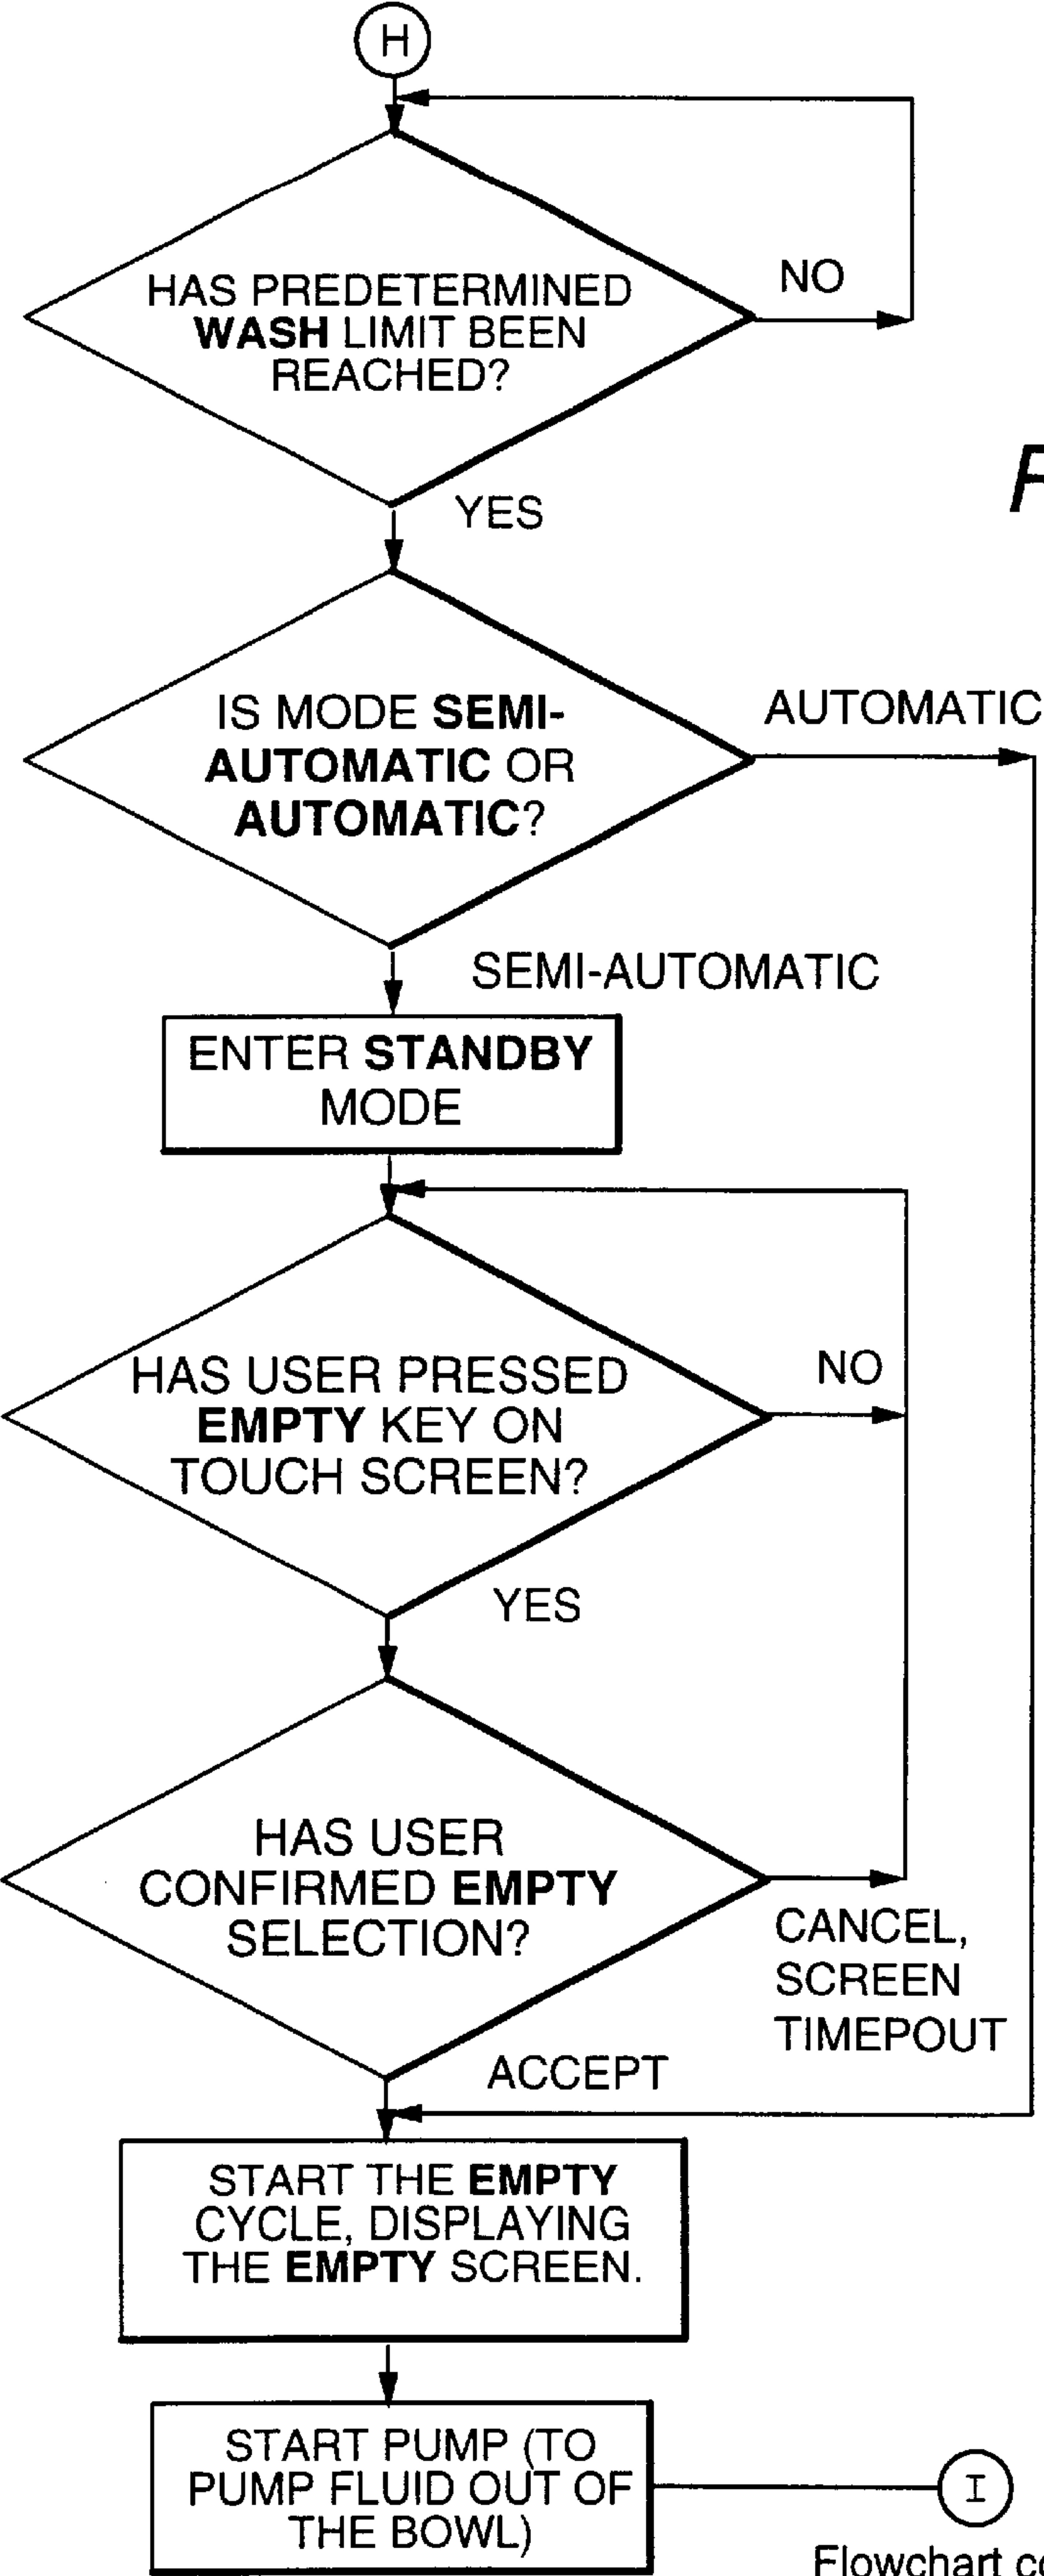 H
HAS PREDETERMINED
WASH LIMIT BEEN
REACHED?
NO
YES
IS MODE SEMI-
AUTOMATIC OR
AUTOMATIC?
AUTOMATIC
SEMI-AUTOMATIC
ENTER STANDBY
MODE
HAS USER PRESSED
EMPTY KEY ON
TOUCH SCREEN?
NO
YES
HAS USER
CONFIRMED EMPTY
SELECTION?
CANCEL,
SCREEN
TIMEPOUT
ACCEPT
START THE EMPTY
CYCLE, DISPLAYING
THE EMPTY SCREEN.
START PUMP (TO
PUMP FLUID OUT OF
THE BOWL)
I
Flowchart